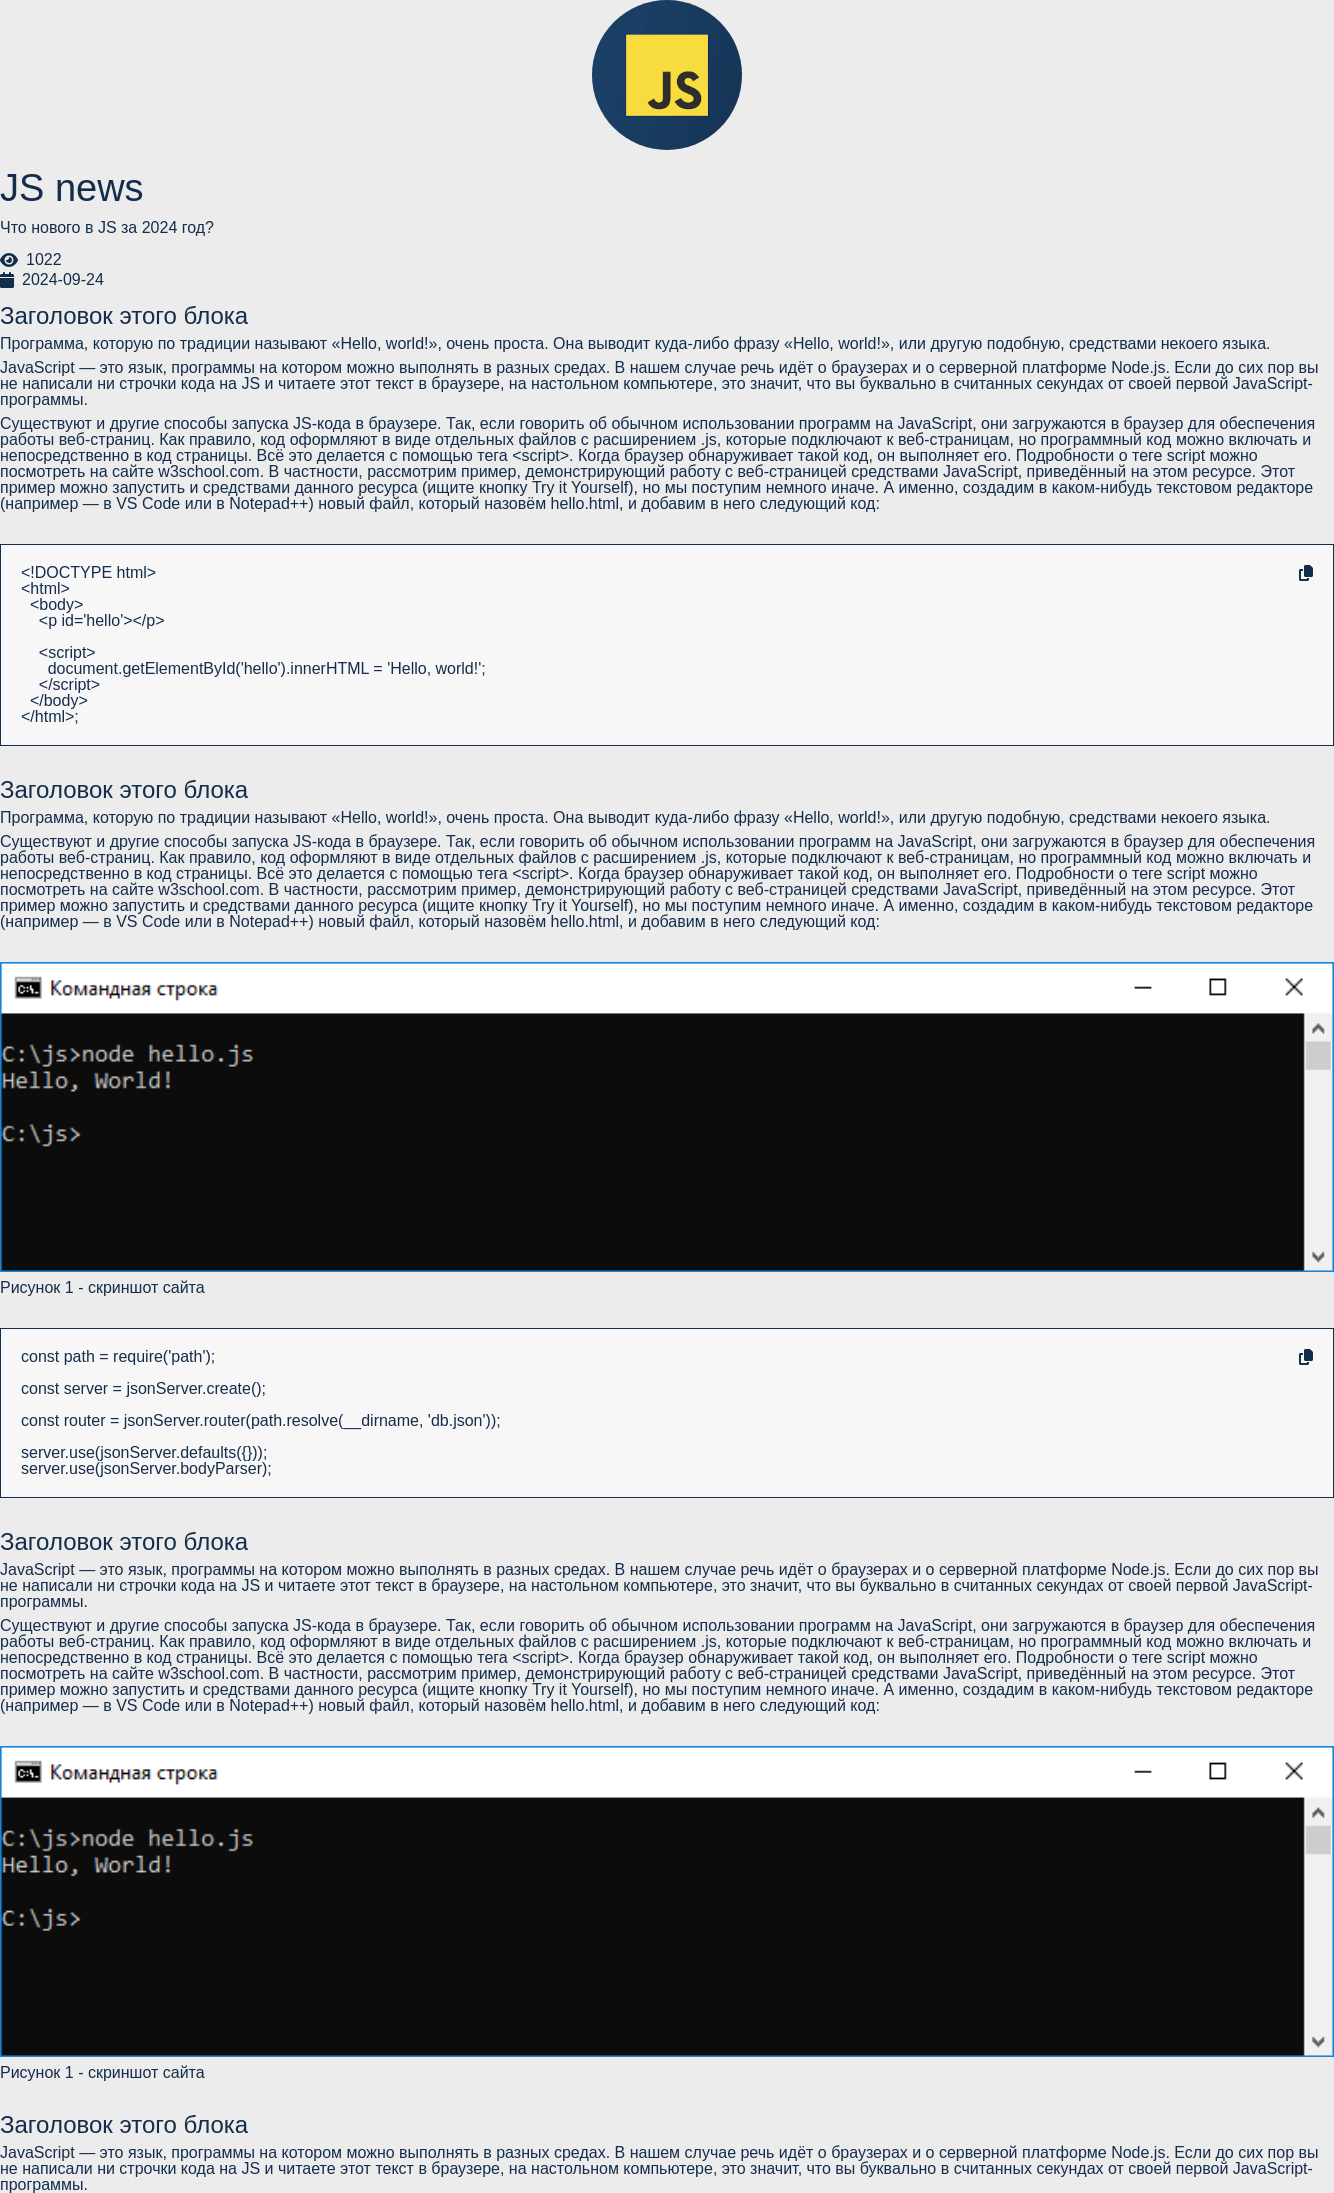 JS
JS news
Что нового в JS за 2024 год?
1022
2024-09-24
Заголовок этого блока
Программа, которую по традиции называют «Hello, world!», очень проста. Она выводит куда-либо фразу «Hello, world!», или другую подобную, средствами некоего языка.
JavaScript — это язык, программы на котором можно выполнять в разных средах. В нашем случае речь идёт о браузерах и о серверной платформе Node.js. Если до сих пор вы
не написали ни строчки кода на JS и читаете этот текст в браузере, на настольном компьютере, это значит, что вы буквально в считанных секундах от своей первой JavaScript-
программы.
Существуют и другие способы запуска JS-кода в браузере. Так, если говорить об обычном использовании программ на JavaScript, они загружаются в браузер для обеспечения
работы веб-страниц. Как правило, код оформляют в виде отдельных файлов с расширением .js, которые подключают к веб-страницам, но программный код можно включать и
непосредственно в код страницы. Всё это делается с помощью тега <script>. Когда браузер обнаруживает такой код, он выполняет его. Подробности о теге script можно
посмотреть на сайте w3school.com. В частности, рассмотрим пример, демонстрирующий работу с веб-страницей средствами JavaScript, приведённый на этом ресурсе. Этот
пример можно запустить и средствами данного ресурса (ищите кнопку Try it Yourself), но мы поступим немного иначе. А именно, создадим в каком-нибудь текстовом редакторе
(например — в VS Code или в Notepad++) новый файл, который назовём hello.html, и добавим в него следующий код:
<!DOCTYPE html>
<html>
<body>
<p id='hello'></p>
<script>
document.getElementById('hello').innerHTML = 'Hello, world!';
</script>
</body>
</html>;
Заголовок этого блока
Программа, которую по традиции называют «Hello, world!», очень проста. Она выводит куда-либо фразу «Hello, world!», или другую подобную, средствами некоего языка.
Существуют и другие способы запуска JS-кода в браузере. Так, если говорить об обычном использовании программ на JavaScript, они загружаются в браузер для обеспечения
работы веб-страниц. Как правило, код оформляют в виде отдельных файлов с расширением .js, которые подключают к веб-страницам, но программный код можно включать и
непосредственно в код страницы. Всё это делается с помощью тега <script>. Когда браузер обнаруживает такой код, он выполняет его. Подробности о теге script можно
посмотреть на сайте w3school.com. В частности, рассмотрим пример, демонстрирующий работу с веб-страницей средствами JavaScript, приведённый на этом ресурсе. Этот
пример можно запустить и средствами данного ресурса (ищите кнопку Try it Yourself), но мы поступим немного иначе. А именно, создадим в каком-нибудь текстовом редакторе
(например — в VS Code или в Notepad++) новый файл, который назовём hello.html, и добавим в него следующий код:
C:\. Командная строка
C:\js>node hello.js
Hello, World!
C:\js>
Рисунок 1 - скриншот сайта
const path = require('path');
const server = jsonServer.create();
const router = jsonServer.router(path.resolve(__dirname, 'db.json'));
server.use(jsonServer.defaults({}));
server.use(jsonServer.bodyParser);
Заголовок этого блока
JavaScript — это язык, программы на котором можно выполнять в разных средах. В нашем случае речь идёт о браузерах и о серверной платформе Node.js. Если до сих пор вы
не написали ни строчки кода на JS и читаете этот текст в браузере, на настольном компьютере, это значит, что вы буквально в считанных секундах от своей первой JavaScript-
программы.
Существуют и другие способы запуска JS-кода в браузере. Так, если говорить об обычном использовании программ на JavaScript, они загружаются в браузер для обеспечения
работы веб-страниц. Как правило, код оформляют в виде отдельных файлов с расширением .js, которые подключают к веб-страницам, но программный код можно включать и
непосредственно в код страницы. Всё это делается с помощью тега <script>. Когда браузер обнаруживает такой код, он выполняет его. Подробности о теге script можно
посмотреть на сайте w3school.com. В частности, рассмотрим пример, демонстрирующий работу с веб-страницей средствами JavaScript, приведённый на этом ресурсе. Этот
пример можно запустить и средствами данного ресурса (ищите кнопку Try it Yourself), но мы поступим немного иначе. А именно, создадим в каком-нибудь текстовом редакторе
(например — в VS Code или в Notepad++) новый файл, который назовём hello.html, и добавим в него следующий код:
C:\. Командная строка
C:\js>node hello.js
Hello, World!
C:\js>
Рисунок 1 - скриншот сайта
Заголовок этого блока
JavaScript — это язык, программы на котором можно выполнять в разных средах. В нашем случае речь идёт о браузерах и о серверной платформе Node.js. Если до сих пор вы
не написали ни строчки кода на JS и читаете этот текст в браузере, на настольном компьютере, это значит, что вы буквально в считанных секундах от своей первой JavaScript-
программы.